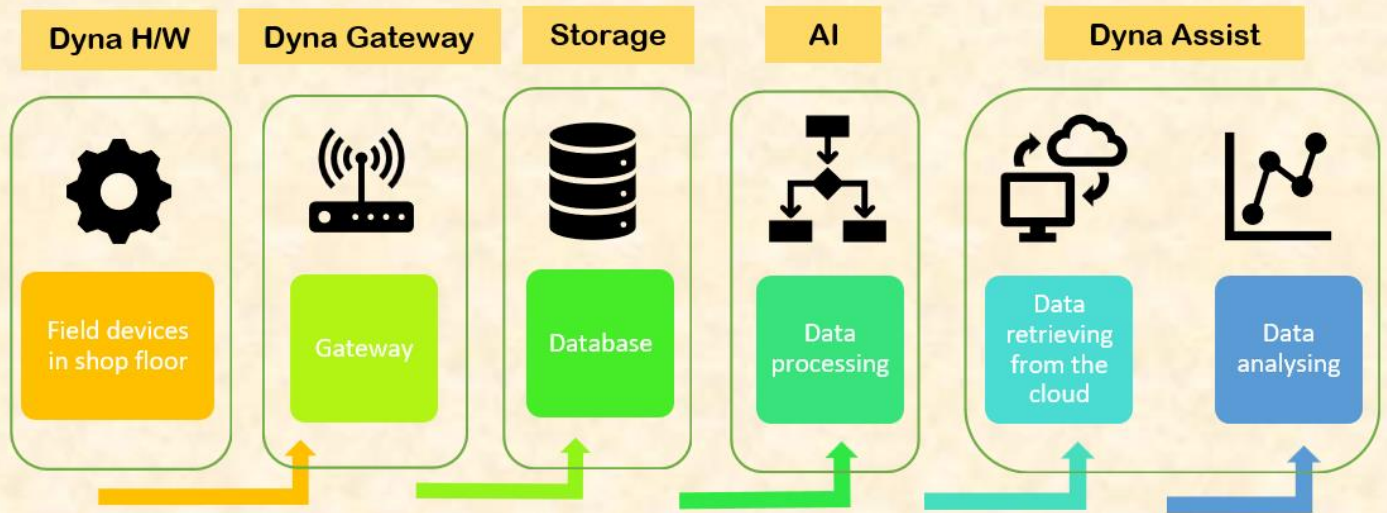 Dyna H/W
Dyna Gateway
Storage
AI
Dyna Assist
Field devices
in shop floor
Gateway
Database
Data
processing
Data
retrieving
from the
cloud
Data
analysing